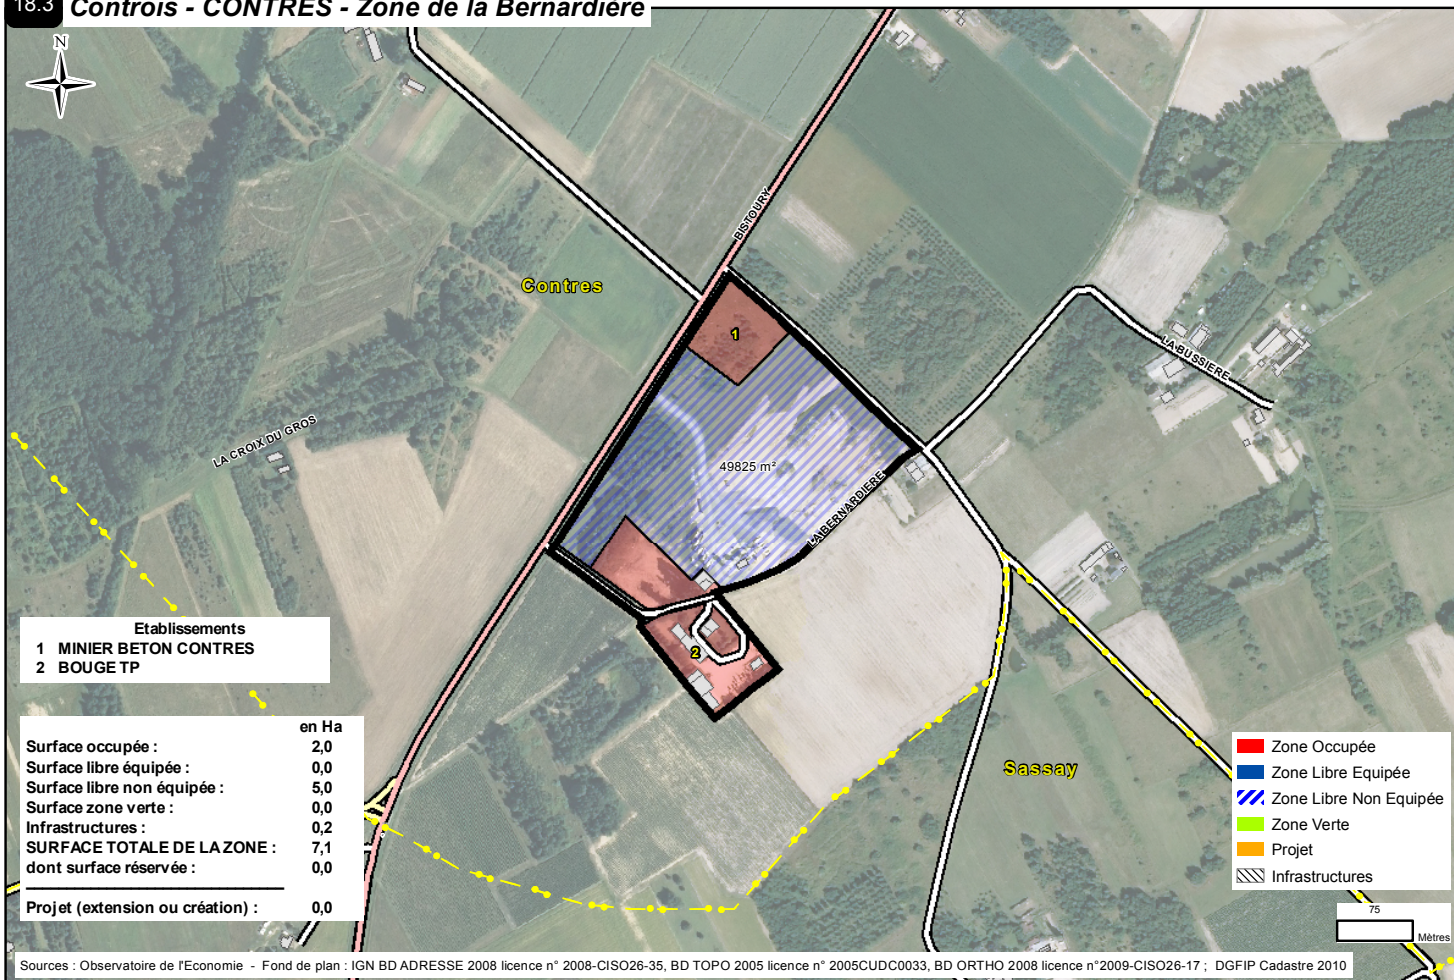 18.3 Controis - CONTRES - Zone de la Bernardière
N
BISTOURY
Contres
1
LA BUSSIERE
LA CROIX DU GROS
49825 m²
LA BERNARDIERE
2
Etablissements
1 MINIER BETON CONTRES
2 BOUGE TP
en Ha
Surface occupée : 2,0
Surface libre équipée : 0,0
Surface libre non équipée : 5,0
Surface zone verte : 0,0
Infrastructures : 0,2
SURFACE TOTALE DE LA ZONE : 7,1
dont surface réservée : 0,0
Projet (extension ou création) : 0,0
Sassay
Zone Occupée
Zone Libre Equipée
Zone Libre Non Equipée
Zone Verte
Projet
Infrastructures
75
Mètres
Sources : Observatoire de l'Economie - Fond de plan : IGN BD ADRESSE 2008 licence n° 2008-CISO26-35, BD TOPO 2005 licence n° 2005CUDC0033, BD ORTHO 2008 licence n°2009-CISO26-17 ; DGFIP Cadastre 2010